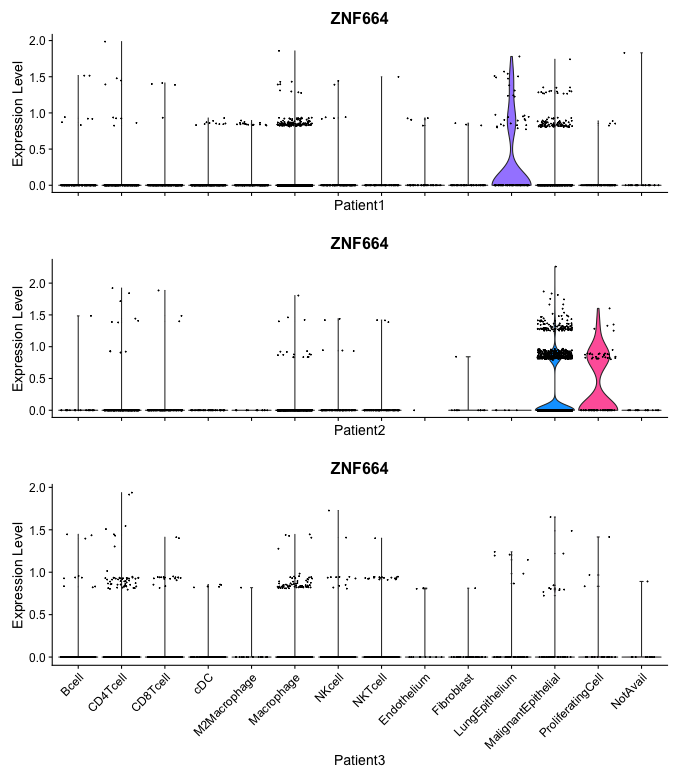 ZNF664
Expression Level
2.0
1.5
1.0
0.5
0.0
Patient1
ZNF664
Expression Level
2.0
1.5
1.0
0.5
0.0
Patient2
ZNF664
Expression Level
2.0
1.5
1.0
0.5
0.0
Bcell
CD4Tcell
CD8Tcell
cDC
M2Macrophage
Macrophage
NKcell
NKTcell
Endothelium
Fibroblast
LungEpithelium
MalignantEpithelial
ProliferatingCell
NotAvail
Patient3